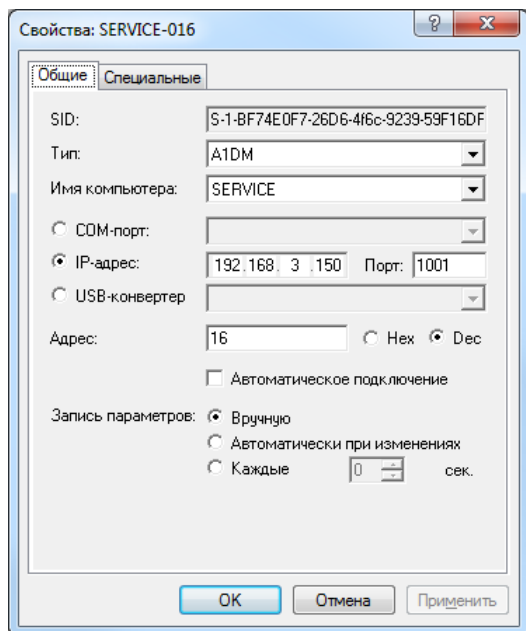 Свойства: SERVICE-016
Общие Специальные
SID: S-1-BF74E0F7-26D6-4f6c-9239-59F16DF
Тип: A1DM
Имя компьютера: SERVICE
COM-порт:
IP-адрес: 192.168. 3 .150 Порт: 1001
USB-конвертер
Адрес: 16 Hex Dec
Автоматическое подключение
Запись параметров: Вручную
Автоматически при изменениях
Каждые 0 сек.
OK Отмена Применить